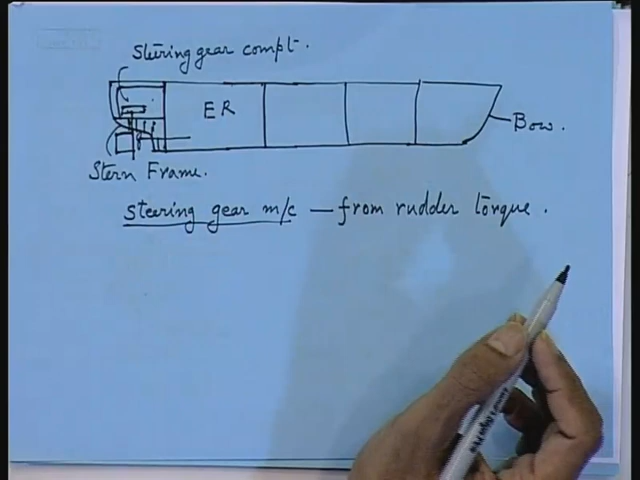 Steering gear compt.
ER
Bow.
Stern Frame.
steering gear m/c — from rudder torque.